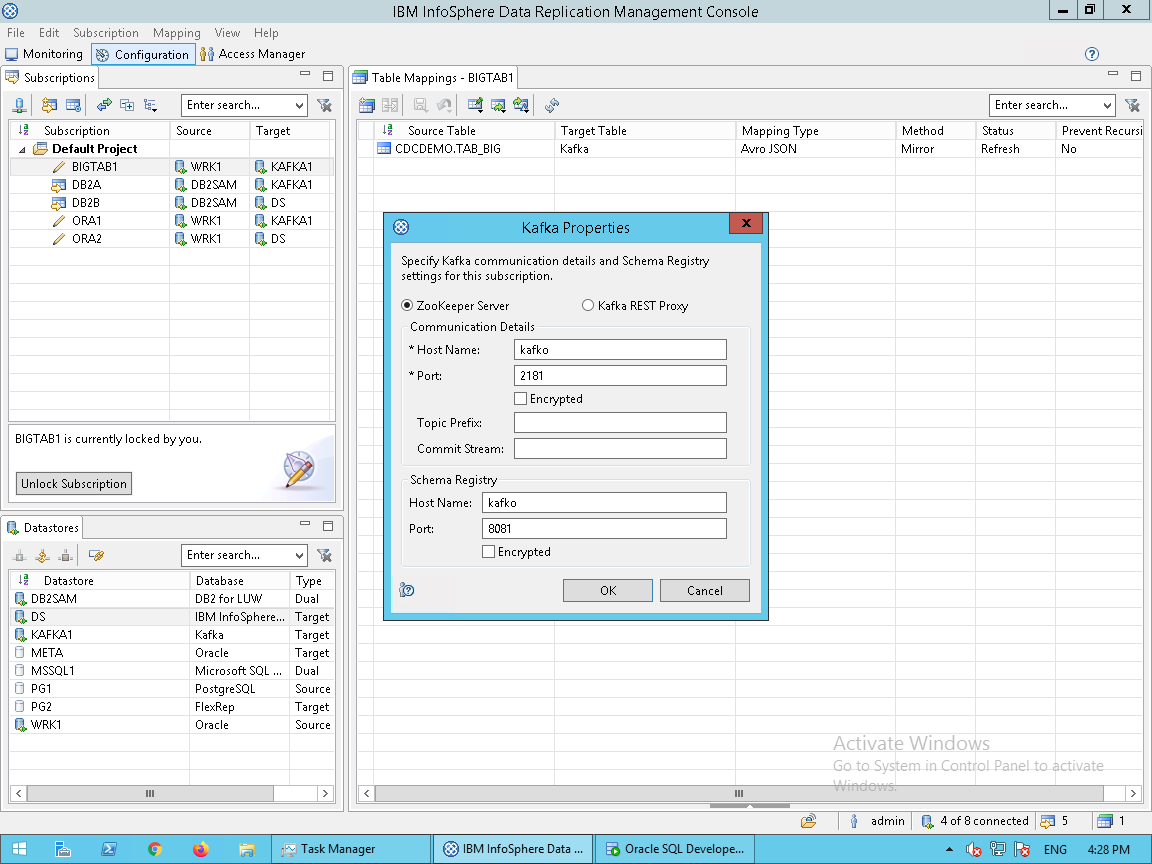 IBM InfoSphere Data Replication Management Console
File Edit Subscription Mapping View Help
Monitoring Configuration Access Manager
Subscriptions
Enter search...
Subscription Source Target
Default Project
BIGTAB1 WRK1 KAFKA1
DB2A DB2SAM KAFKA1
DB2B DB2SAM DS
ORA1 WRK1 KAFKA1
ORA2 WRK1 DS
BIGTAB1 is currently locked by you.
Unlock Subscription
Datastores
Enter search...
Datastore Database Type
DB2SAM DB2 for LUW Dual
DS IBM InfoSphere... Target
KAFKA1 Kafka Target
META Oracle Target
MSSQL1 Microsoft SQL ... Dual
PG1 PostgreSQL Source
PG2 FlexRep Target
WRK1 Oracle Source
Table Mappings - BIGTAB1
Enter search...
Source Table Target Table Mapping Type Method Status Prevent Recursi
CDCDEMO.TAB_BIG Kafka Avro JSON Mirror Refresh No
Kafka Properties
Specify Kafka communication details and Schema Registry
settings for this subscription.
ZooKeeper Server Kafka REST Proxy
Communication Details
* Host Name: kafko
* Port: 2181
Encrypted
Topic Prefix:
Commit Stream:
Schema Registry
Host Name: kafko
Port: 8081
Encrypted
OK Cancel
Activate Windows
Go to System in Control Panel to activate
Windows.
admin 4 of 8 connected 5 1
Task Manager IBM InfoSphere Data ... Oracle SQL Develope... ENG 4:28 PM